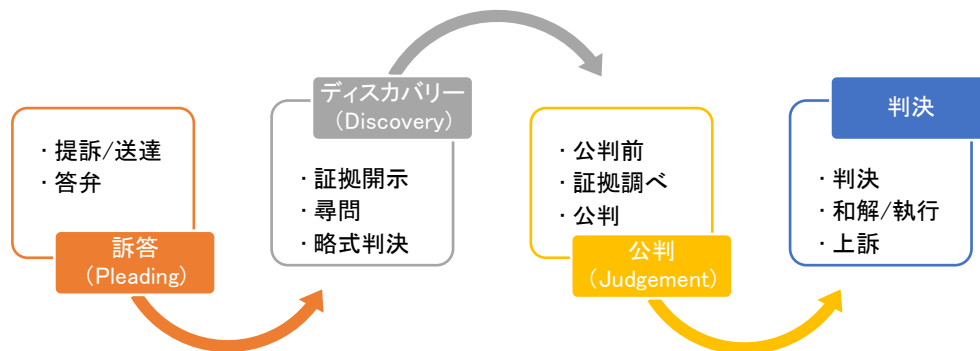 ・提訴/送達
・答弁
訴答
(Pleading)
ディスカバリー
(Discovery)
・証拠開示
・尋問
・略式判決
・公判前
・証拠調べ
・公判
公判
(Judgement)
判決
・判決
・和解/執行
・上訴